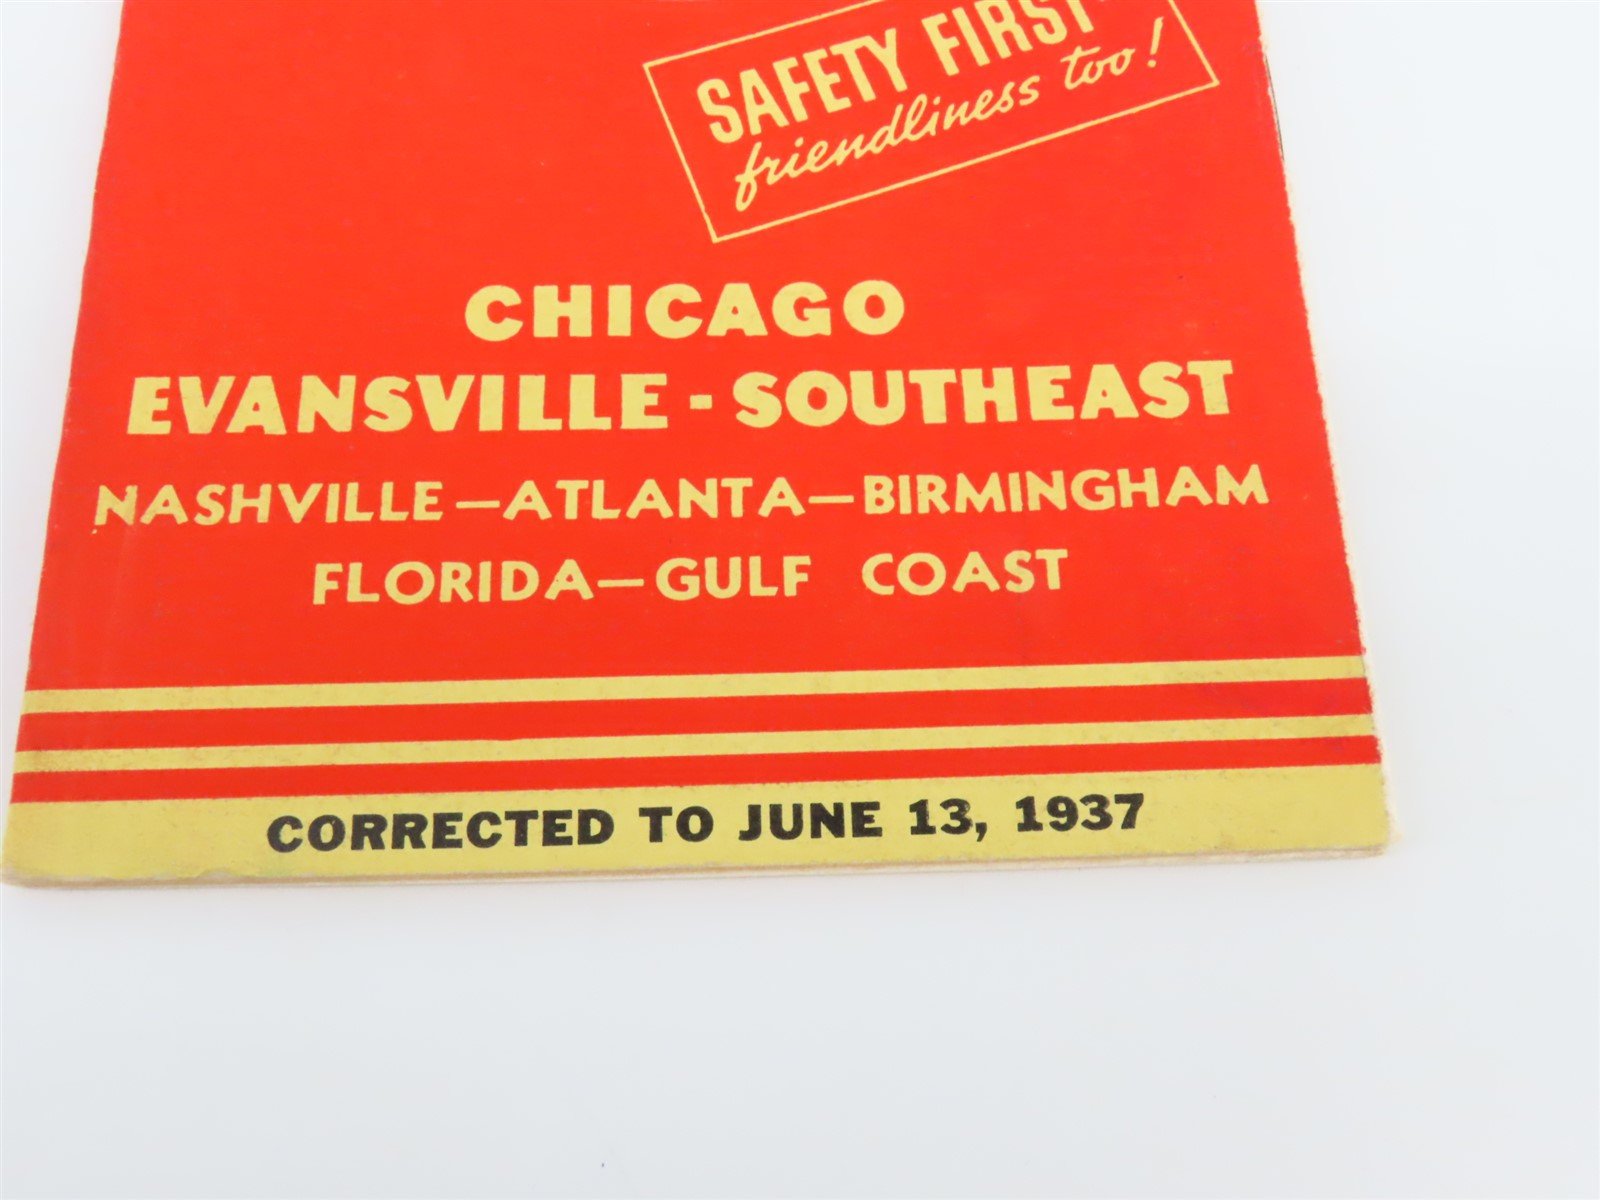 SAFETY FIRST
friendliness too!
CHICAGO
EVANSVILLE - SOUTHEAST
NASHVILLE—ATLANTA—BIRMINGHAM
FLORIDA—GULF COAST
CORRECTED TO JUNE 13, 1937